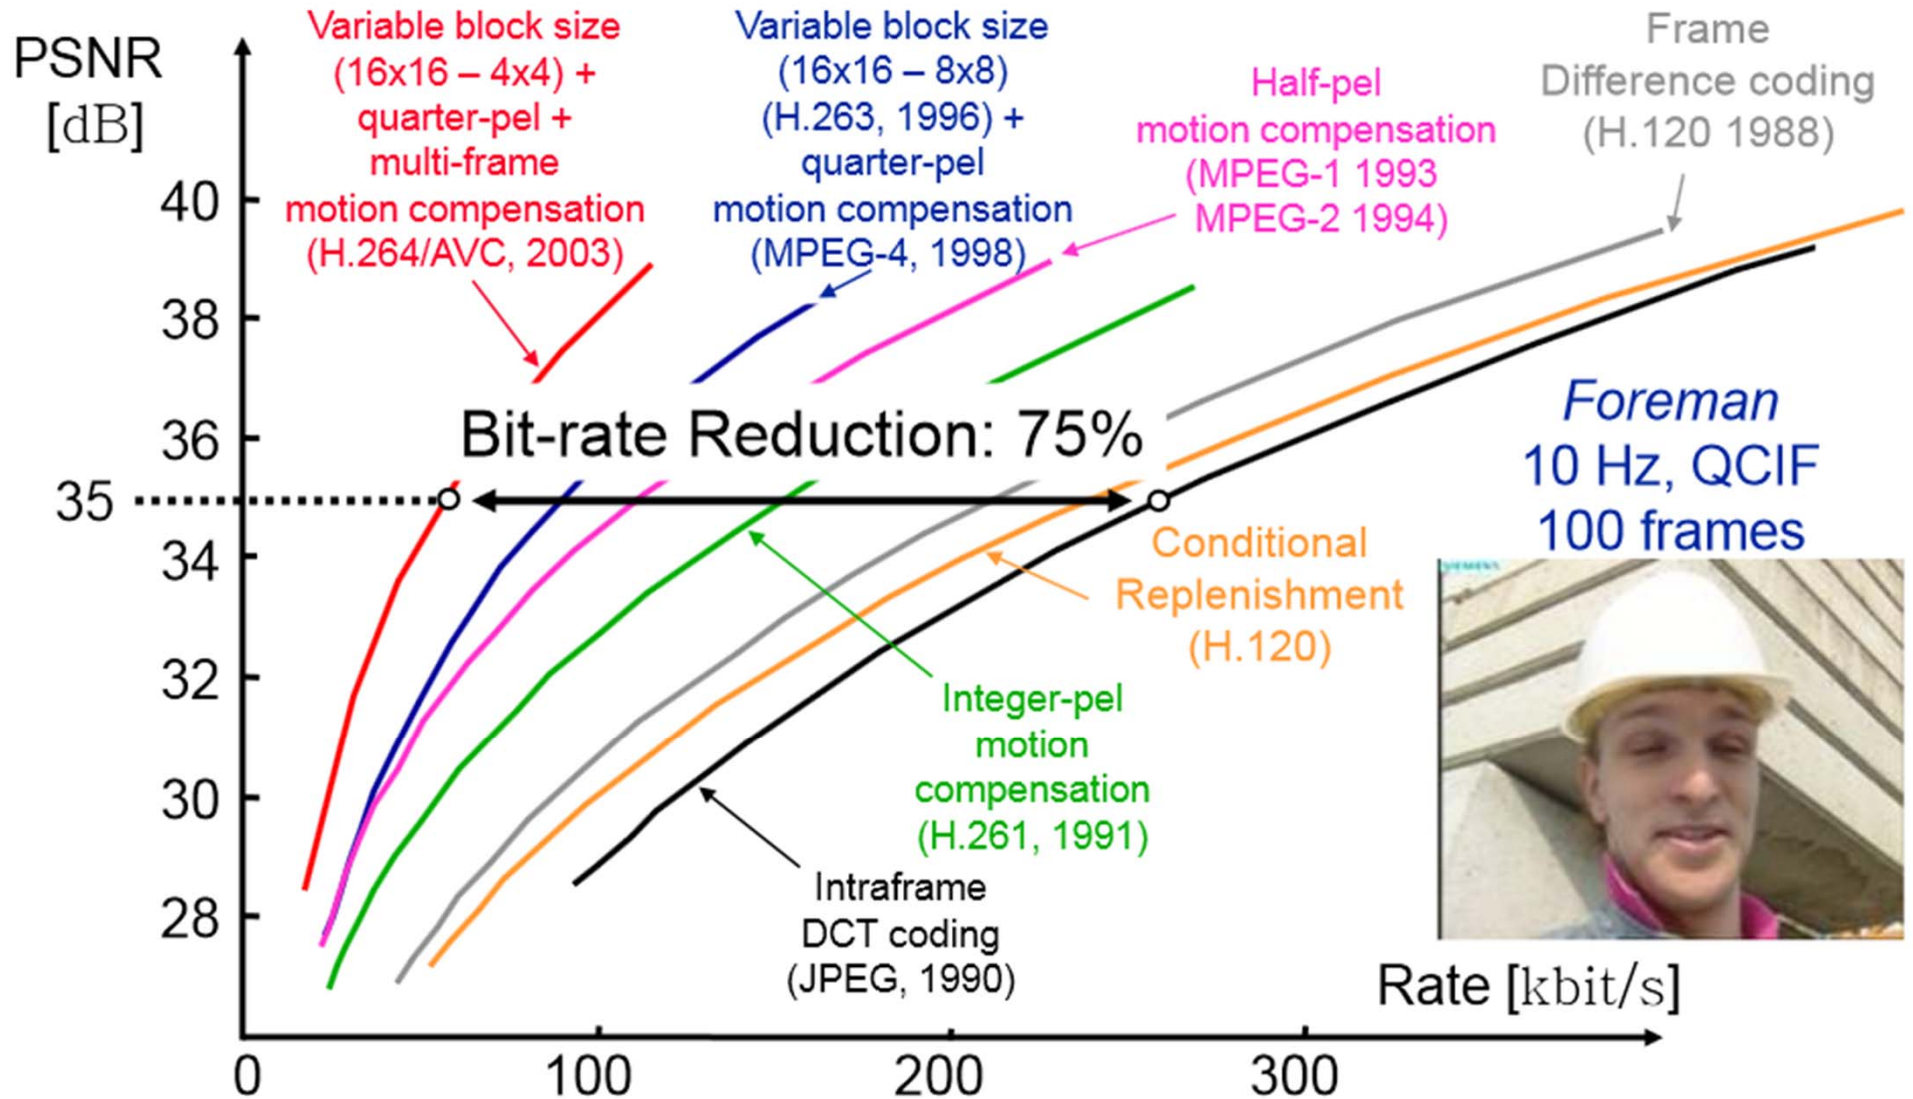 PSNR
[dB]
Variable block size
(16x16 – 4x4) +
quarter-pel +
multi-frame
motion compensation
(H.264/AVC, 2003)
Variable block size
(16x16 – 8x8)
(H.263, 1996) +
quarter-pel
motion compensation
(MPEG-4, 1998)
Half-pel
motion compensation
(MPEG-1 1993
MPEG-2 1994)
Frame
Difference coding
(H.120 1988)
40
38
36
35
34
32
30
28
Bit-rate Reduction: 75%
Foreman
10 Hz, QCIF
100 frames
SIEMENS
Conditional
Replenishment
(H.120)
Integer-pel
motion
compensation
(H.261, 1991)
Intraframe
DCT coding
(JPEG, 1990)
Rate [kbit/s]
0
100
200
300